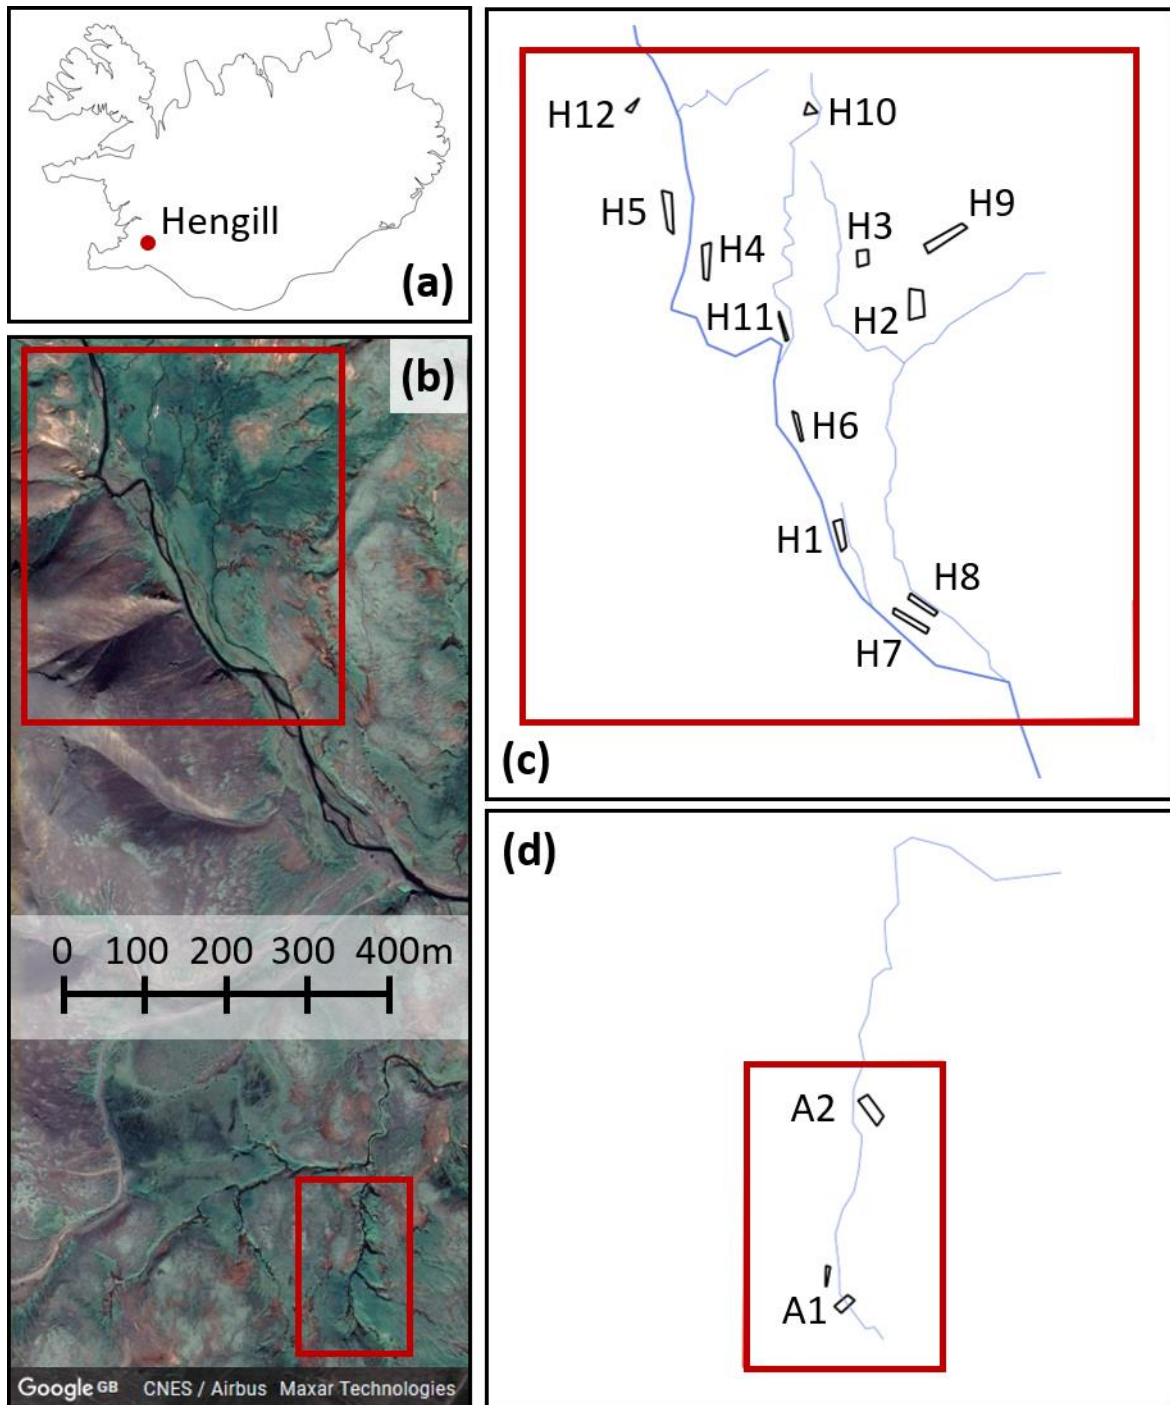 Hengill
(a)
(b)
0 100 200 300 400m
Google GB CNES / Airbus Maxar Technologies
H12
H10
H5
H9
H3
H4
H2
H11
H6
H1
H8
H7
(c)
(d)
A2
A1